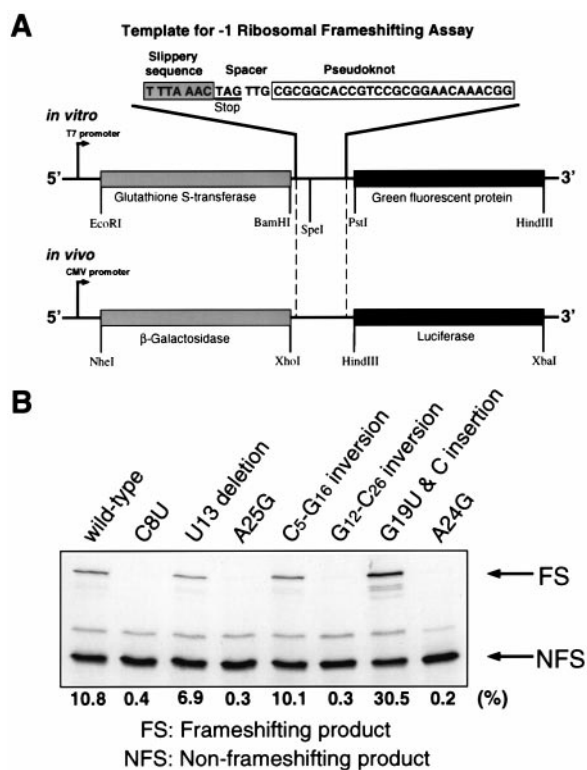 A
Template for -1 Ribosomal Frameshifting Assay
Slippery sequence Spacer Pseudoknot
T TTA AAC TAG TTG CGCGGCACCGTCCGCGGAACAAACGG
Stop
in vitro
T7 promoter
5' Glutathione S-transferase Green fluorescent protein 3'
EcoRI BamHI SpeI PstI HindIII
in vivo
CMV promoter
5' β-Galactosidase Luciferase 3'
NheI XhoI HindIII XbaI
B
wild-type C8U U13 deletion A25G C5-G16 inversion G12-C26 inversion G19U & C insertion A24G
FS
NFS
10.8 0.4 6.9 0.3 10.1 0.3 30.5 0.2 (%)
FS: Frameshifting product
NFS: Non-frameshifting product